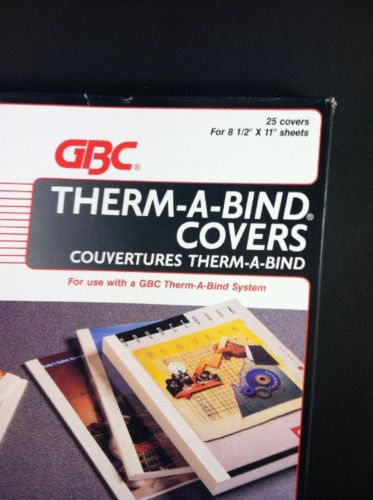 25 covers
For 8 1/2" X 11" sheets
GBC®
THERM-A-BIND®
COVERS
COUVERTURES THERM-A-BIND
For use with a GBC Therm-A-Bind System